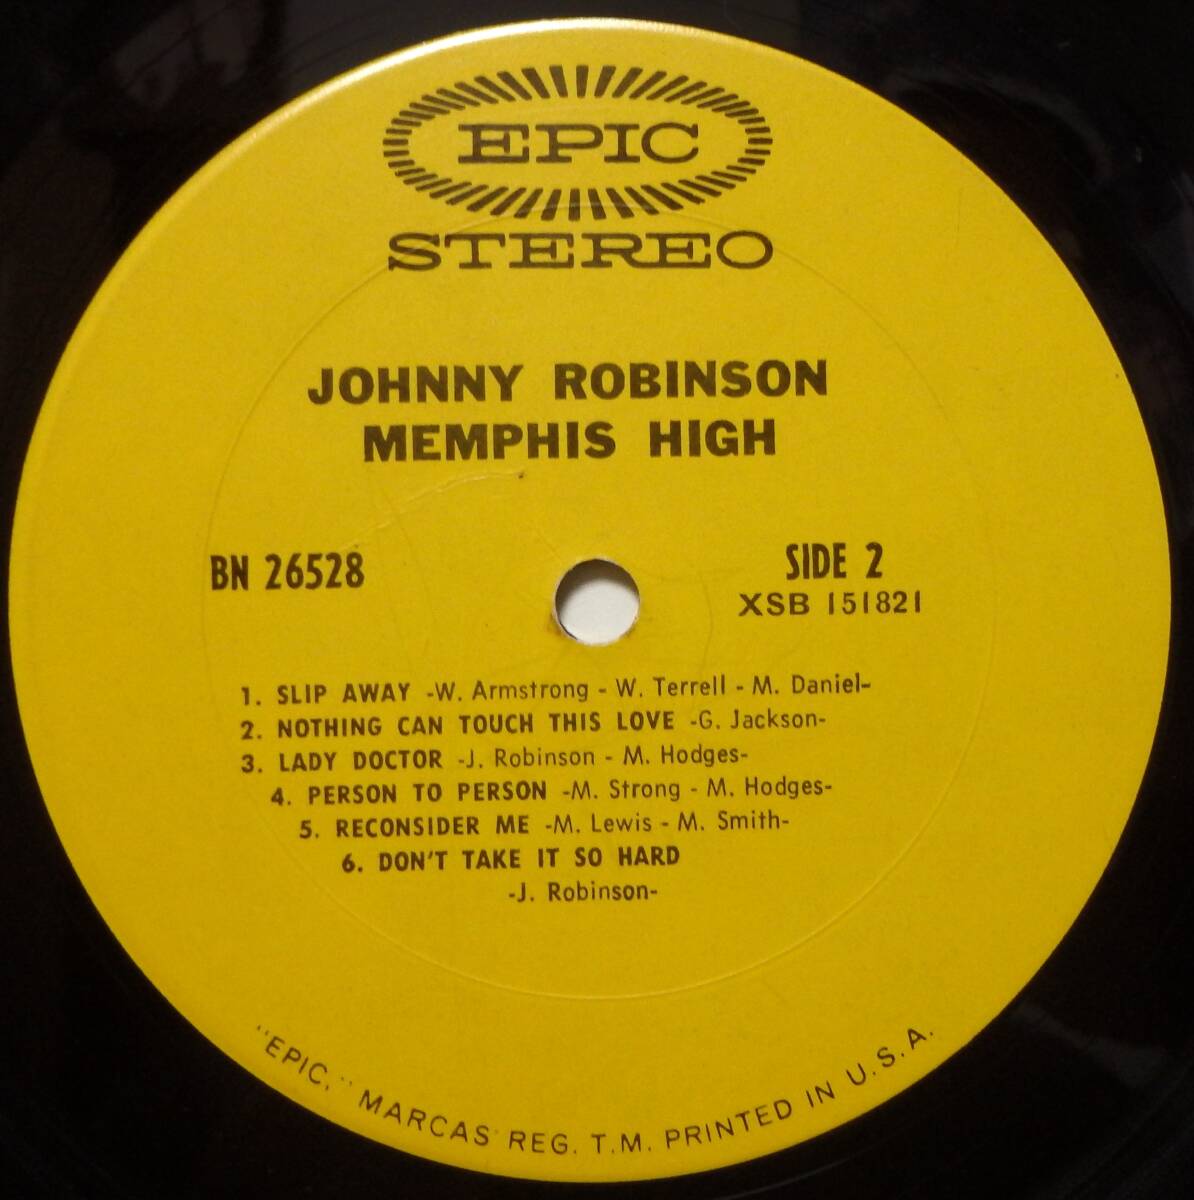 EPIC
STEREO
JOHNNY ROBINSON
MEMPHIS HIGH
BN 26528
SIDE 2
XSB 151821
1. SLIP AWAY -W. Armstrong - W. Terrell - M. Daniel-
2. NOTHING CAN TOUCH THIS LOVE -G. Jackson-
3. LADY DOCTOR -J. Robinson - M. Hodges-
4. PERSON TO PERSON -M. Strong - M. Hodges-
5. RECONSIDER ME -M. Lewis - M. Smith-
6. DON'T TAKE IT SO HARD
-J. Robinson-
"EPIC," MARCAS REG. T.M. PRINTED IN U.S.A.